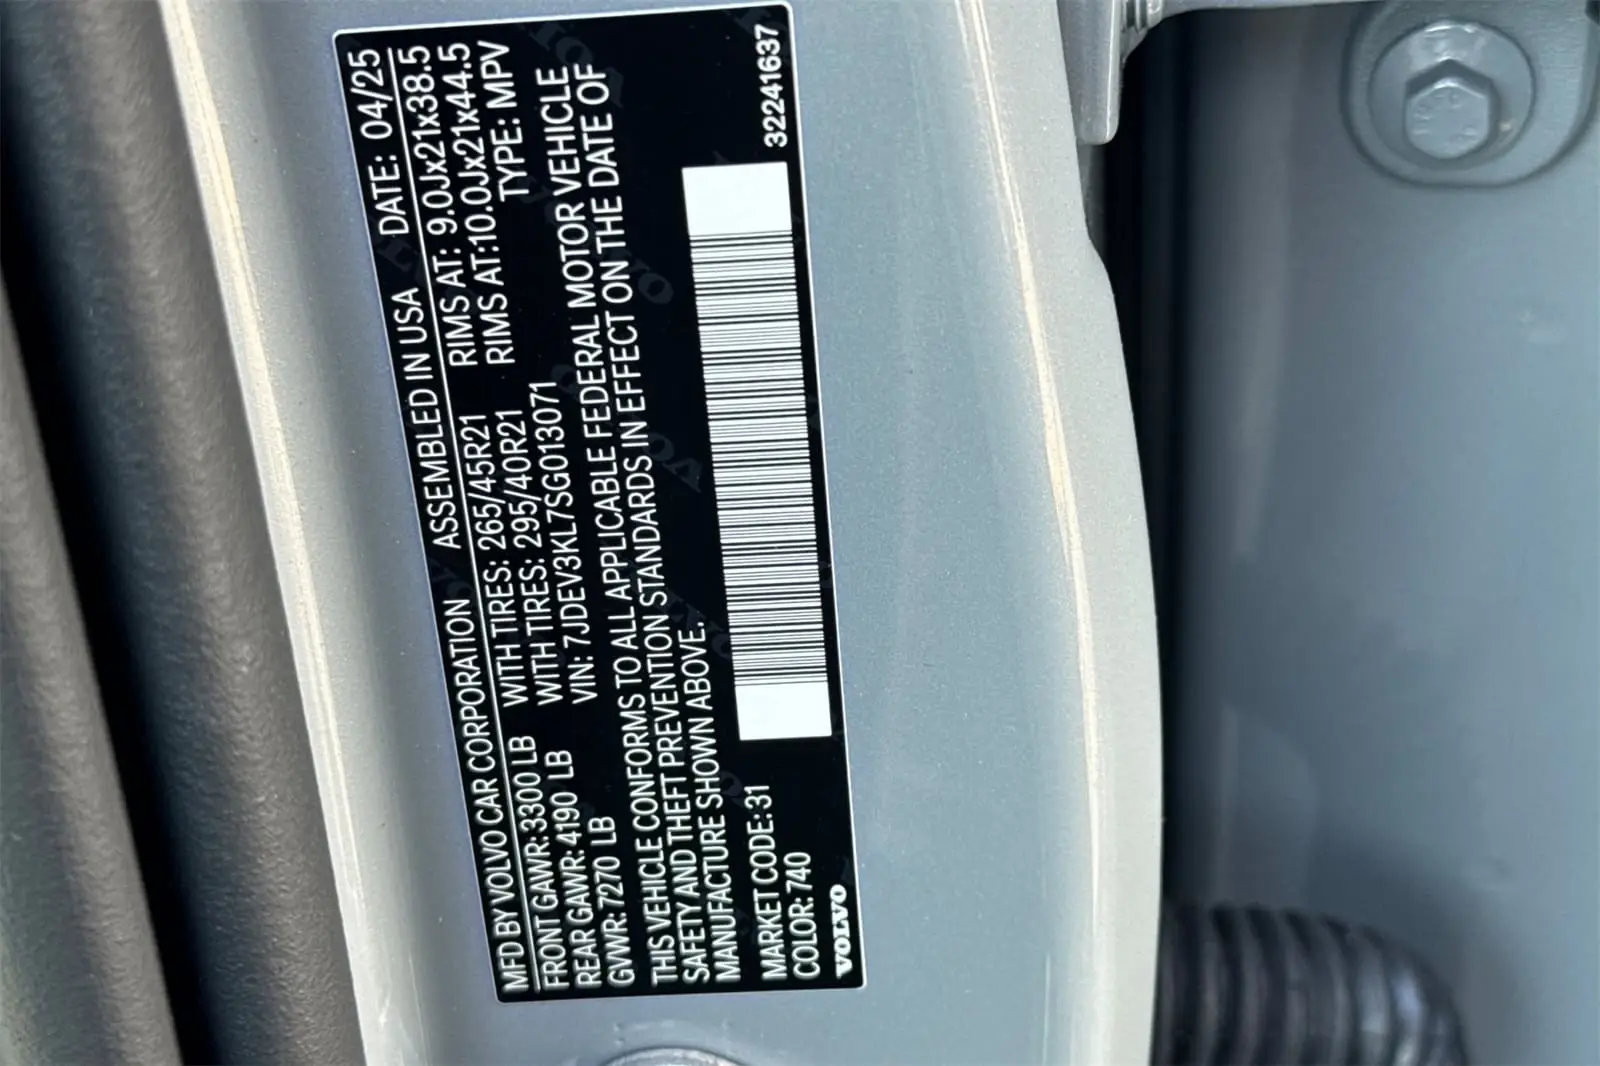 MFD BY VOLVO CAR CORPORATION ASSEMBLED IN USA DATE: 04/25
FRONT GAWR: 3300 LB WITH TIRES: 265/45R21 RIMS AT: 9.0Jx21x38.5
REAR GAWR: 4190 LB WITH TIRES: 295/40R21 RIMS AT:10.0Jx21x44.5
GVWR: 7270 LB VIN: 7JDEV3KL7SG013071 TYPE: MPV
THIS VEHICLE CONFORMS TO ALL APPLICABLE FEDERAL MOTOR VEHICLE
SAFETY AND THEFT PREVENTION STANDARDS IN EFFECT ON THE DATE OF
MANUFACTURE SHOWN ABOVE.
MARKET CODE:31
COLOR: 740
VOLVO
32241637